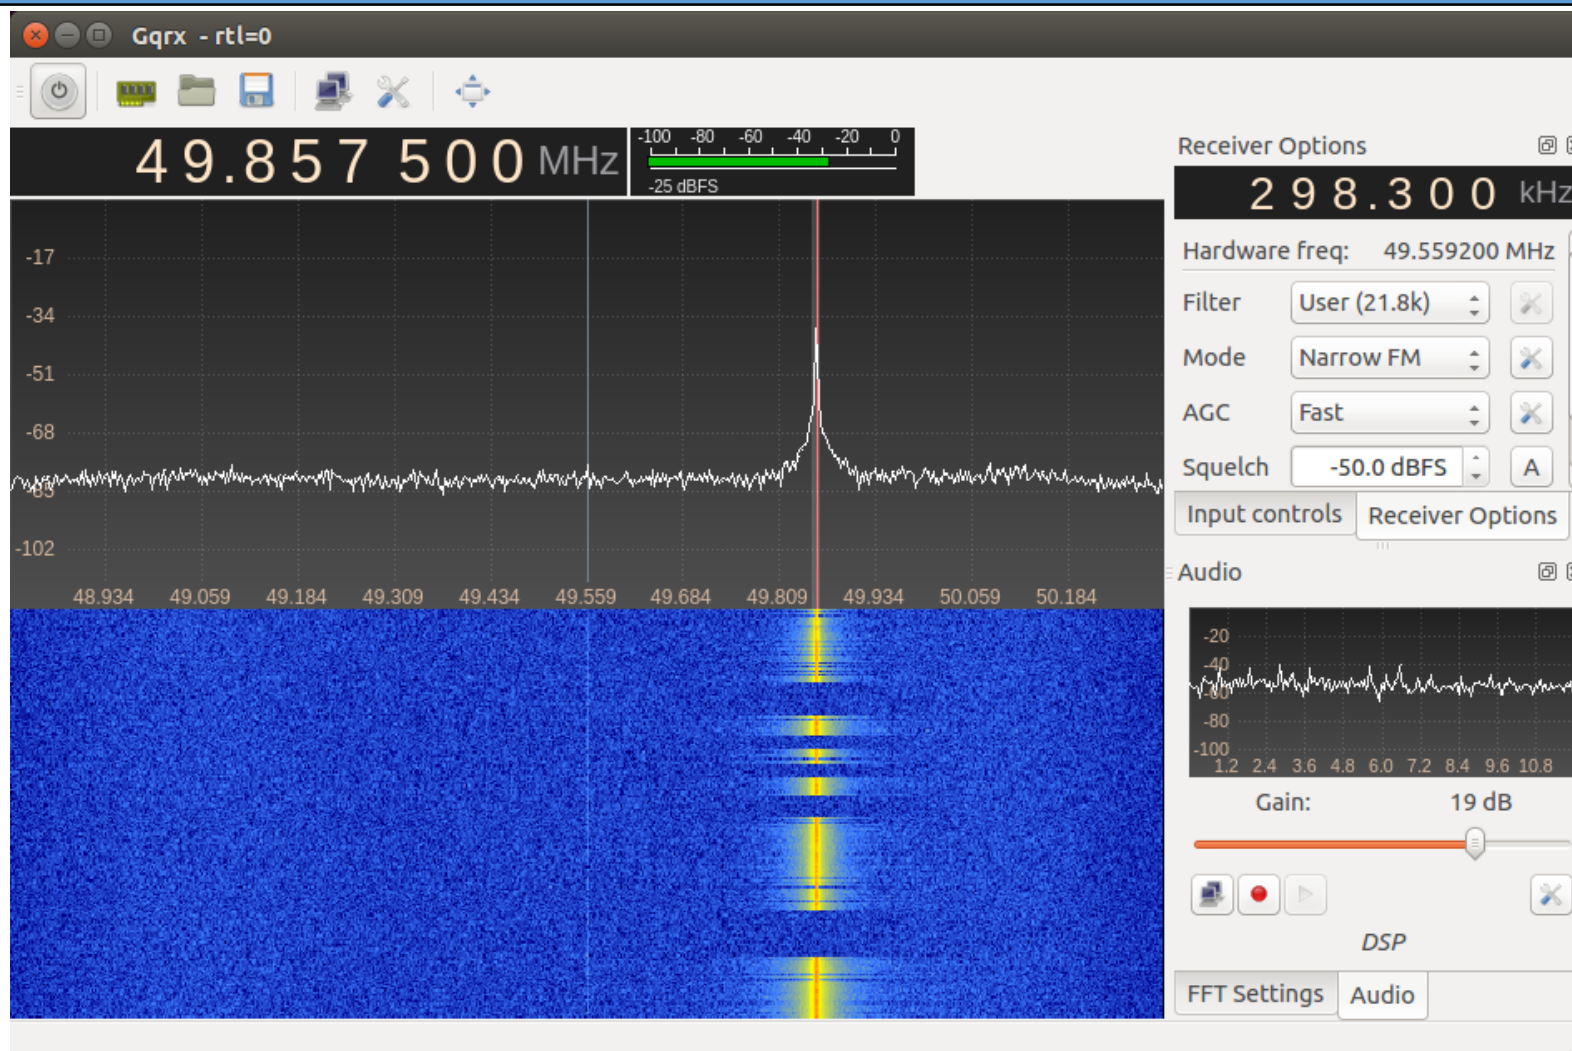 Gqrx - rtl=0
49.857 500 MHz
-100 -80 -60 -40 -20 0
-25 dBFS
-17
-34
-51
-68
-85
-102
48.934 49.059 49.184 49.309 49.434 49.559 49.684 49.809 49.934 50.059 50.184
Receiver Options
298.300 kHz
Hardware freq: 49.559200 MHz
Filter User (21.8k)
Mode Narrow FM
AGC Fast
Squelch -50.0 dBFS A
Input controls Receiver Options
Audio
-20
-40
-60
-80
-100
1.2 2.4 3.6 4.8 6.0 7.2 8.4 9.6 10.8
Gain: 19 dB
DSP
FFT Settings Audio